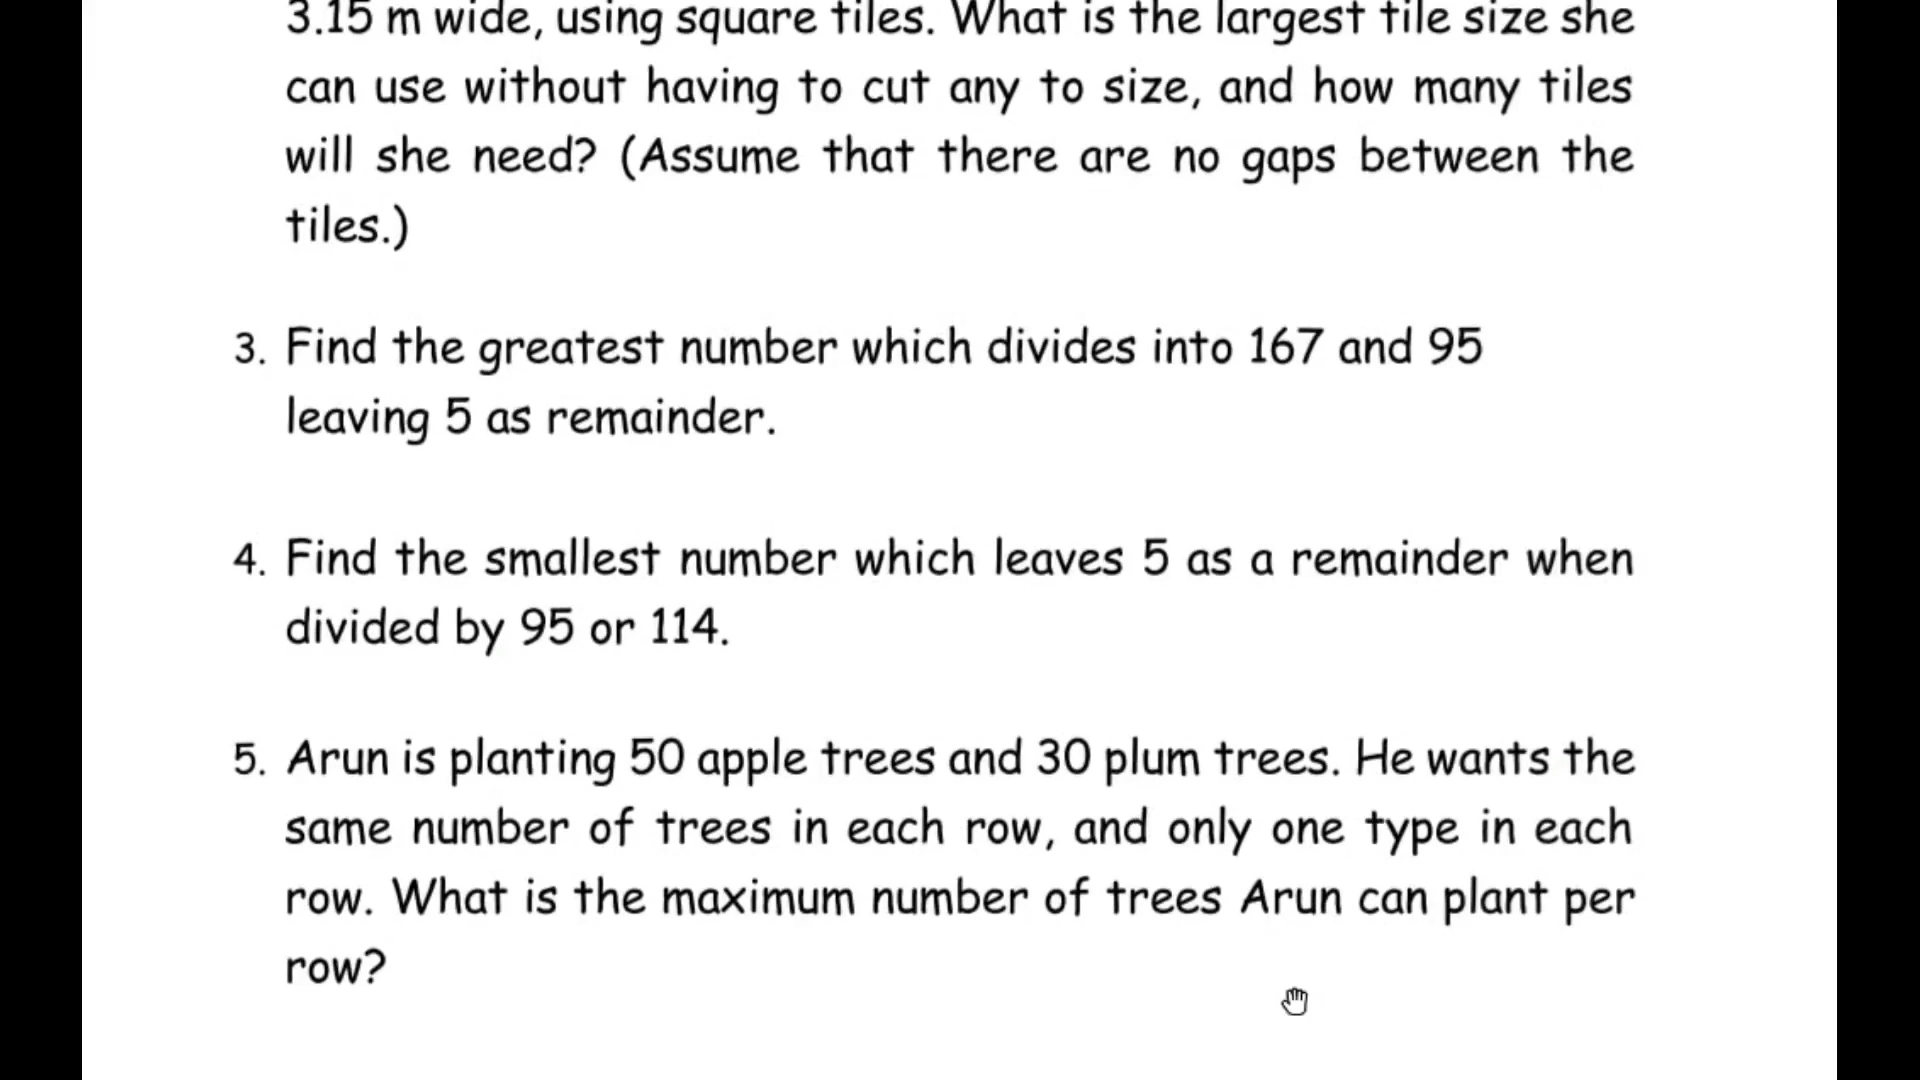 3.15 m wide, using square tiles. What is the largest tile size she
can use without having to cut any to size, and how many tiles
will she need? (Assume that there are no gaps between the
tiles.)
3. Find the greatest number which divides into 167 and 95
leaving 5 as remainder.
4. Find the smallest number which leaves 5 as a remainder when
divided by 95 or 114.
5. Arun is planting 50 apple trees and 30 plum trees. He wants the
same number of trees in each row, and only one type in each
row. What is the maximum number of trees Arun can plant per
row?